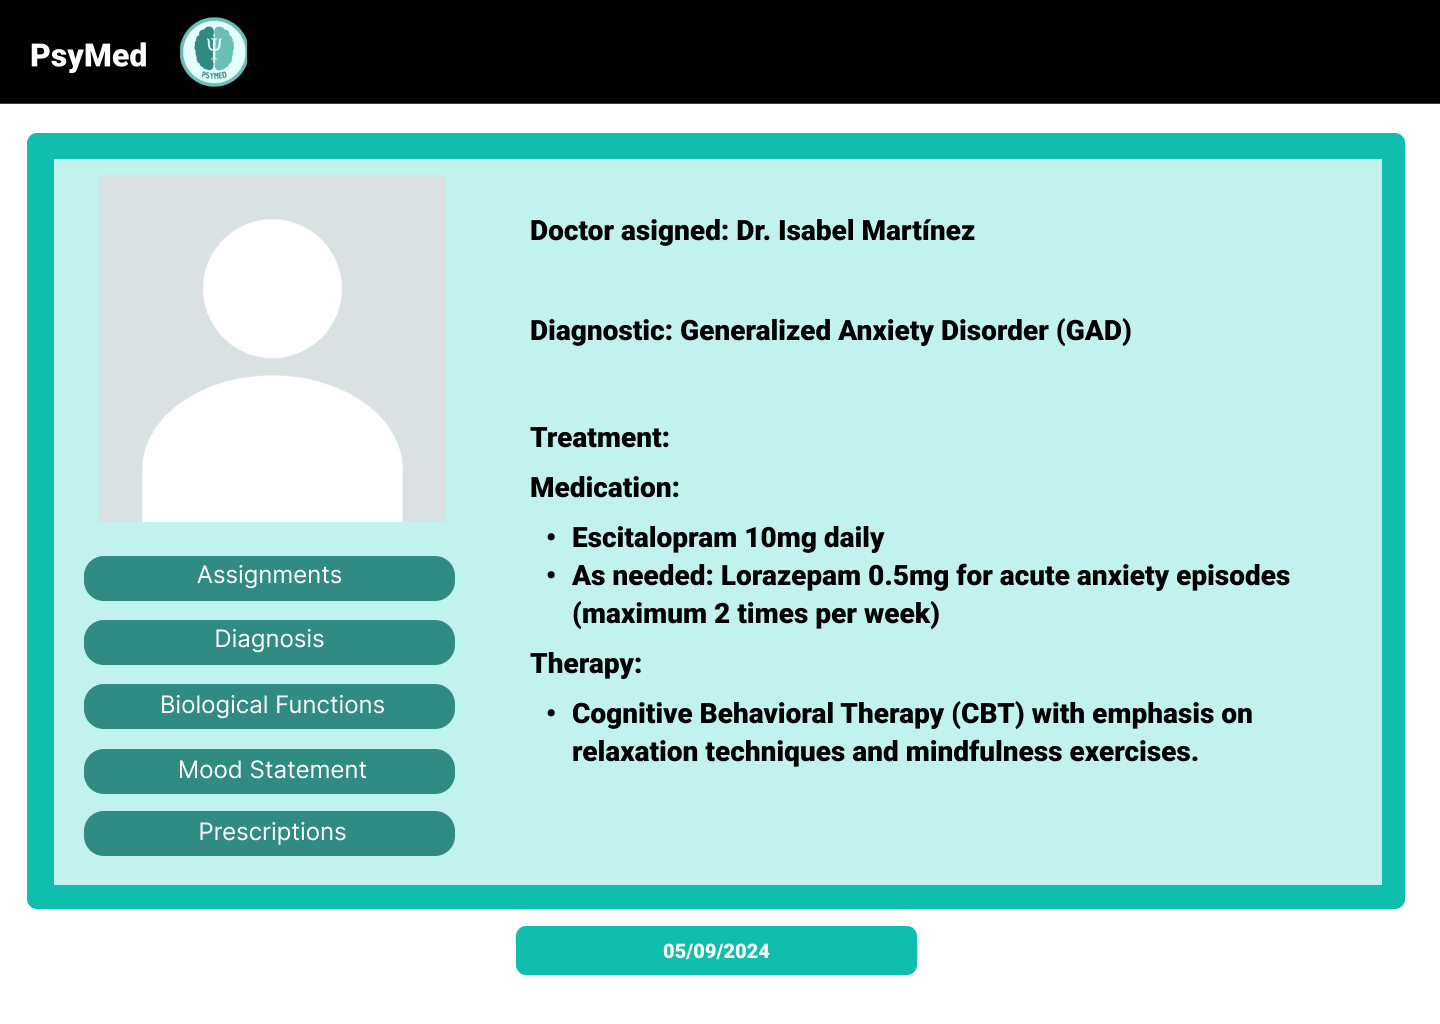 PsyMed
Ψ
PSYMED
Doctor asigned: Dr. Isabel Martínez
Diagnostic: Generalized Anxiety Disorder (GAD)
Treatment:
Medication:
• Escitalopram 10mg daily
• As needed: Lorazepam 0.5mg for acute anxiety episodes
(maximum 2 times per week)
Therapy:
• Cognitive Behavioral Therapy (CBT) with emphasis on
relaxation techniques and mindfulness exercises.
Assignments
Diagnosis
Biological Functions
Mood Statement
Prescriptions
05/09/2024